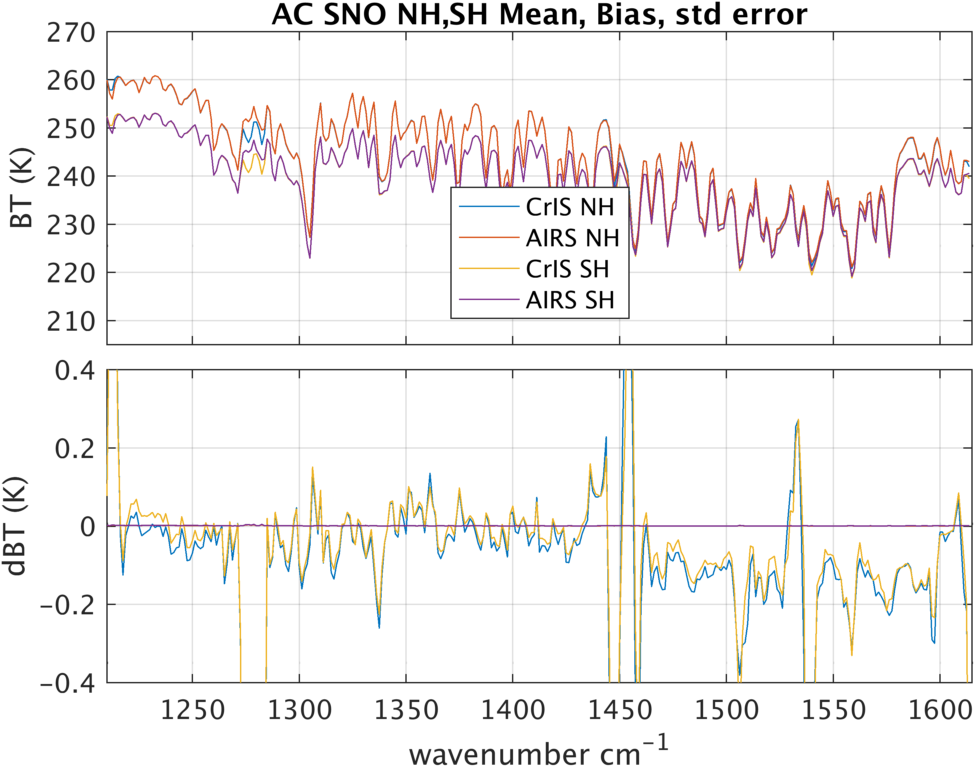 AC SNO NH,SH Mean, Bias, std error
270
260
250
240
230
220
210
BT (K)
CrIS NH
AIRS NH
CrIS SH
AIRS SH
0.4
0.2
0
-0.2
-0.4
dBT (K)
1250 1300 1350 1400 1450 1500 1550 1600
wavenumber cm⁻¹